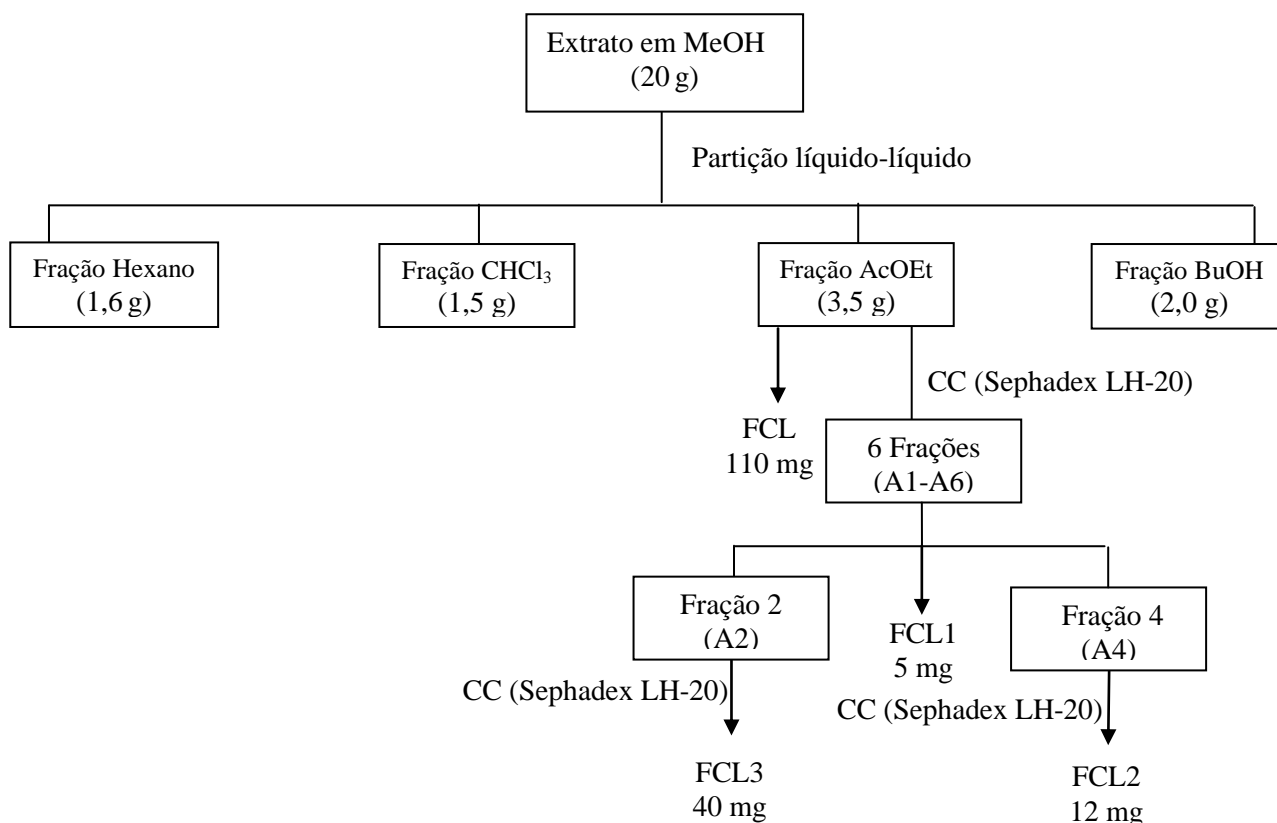 Extrato em MeOH
(20 g)
Partição líquido-líquido
Fração Hexano
(1,6 g)
Fração CHCl₃
(1,5 g)
Fração AcOEt
(3,5 g)
Fração BuOH
(2,0 g)
CC (Sephadex LH-20)
FCL
110 mg
6 Frações
(A1-A6)
Fração 2
(A2)
FCL1
5 mg
Fração 4
(A4)
CC (Sephadex LH-20)
CC (Sephadex LH-20)
FCL3
40 mg
FCL2
12 mg